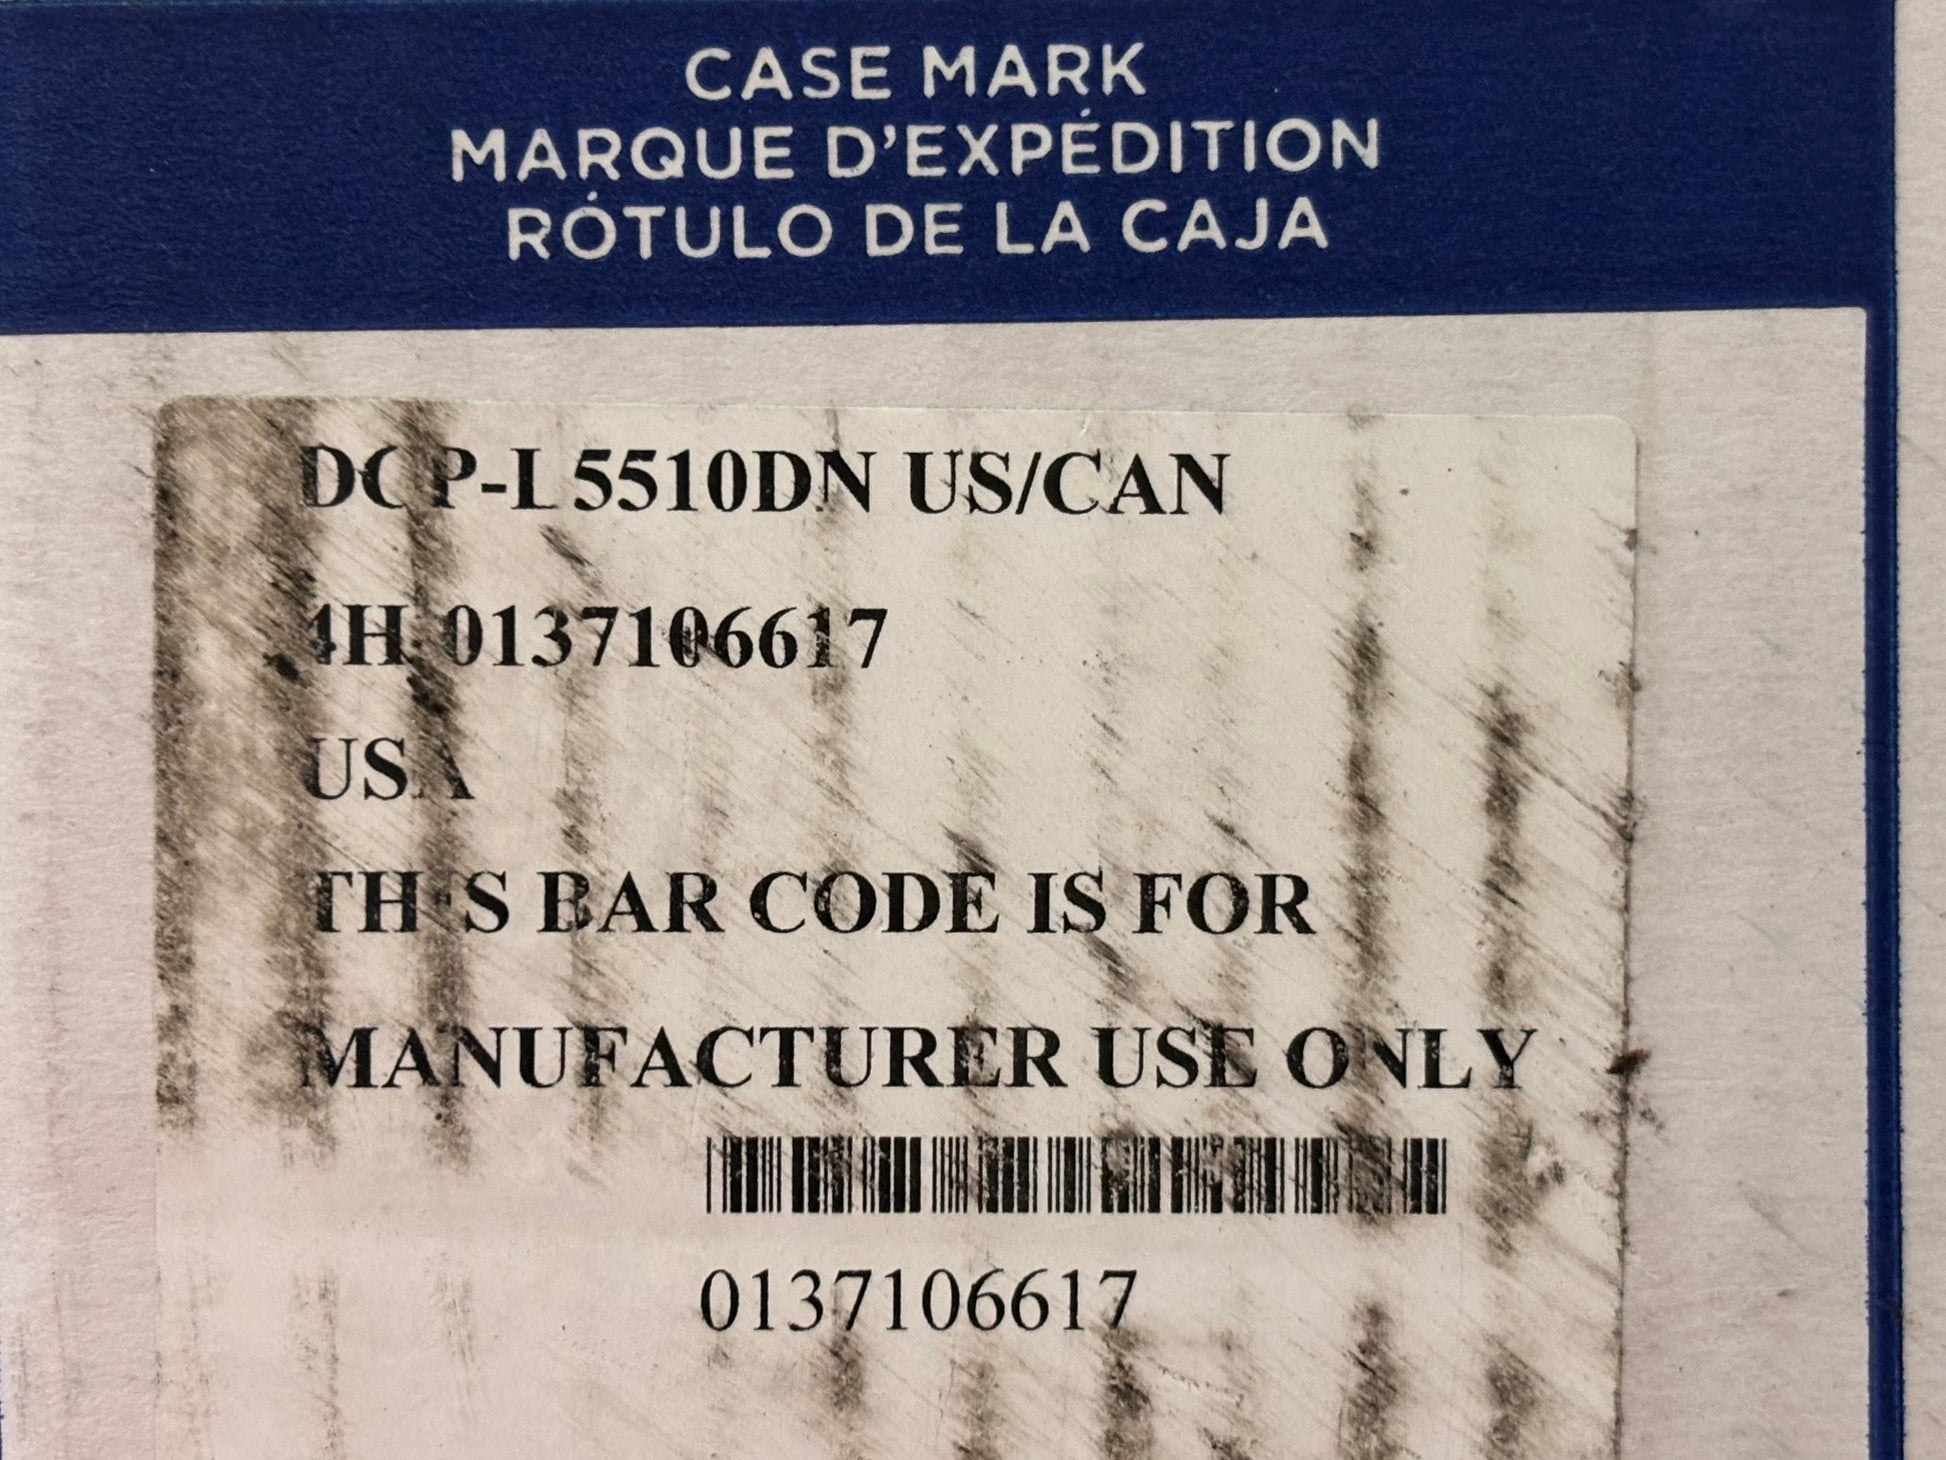 CASE MARK
MARQUE D'EXPÉDITION
RÓTULO DE LA CAJA
DCP-L5510DN US/CAN
4H 0137106617
USA
THIS BAR CODE IS FOR
MANUFACTURER USE ONLY
0137106617